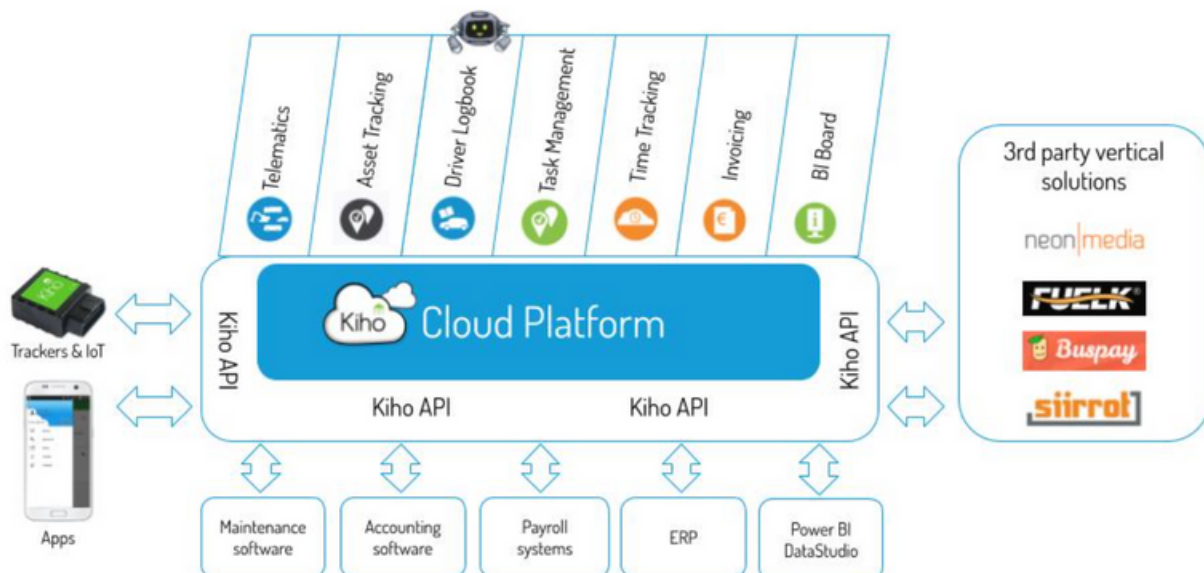 Telematics
Asset Tracking
Driver Logbook
Task Management
Time Tracking
Invoicing
BI Board
3rd party vertical
solutions
neon|media
FUELK®
Buspay
siirrot
Kiho
Trackers & IoT
Apps
Kiho API
Kiho
Cloud Platform
Kiho API
Kiho API
Kiho API
Maintenance
software
Accounting
software
Payroll
systems
ERP
Power BI
DataStudio